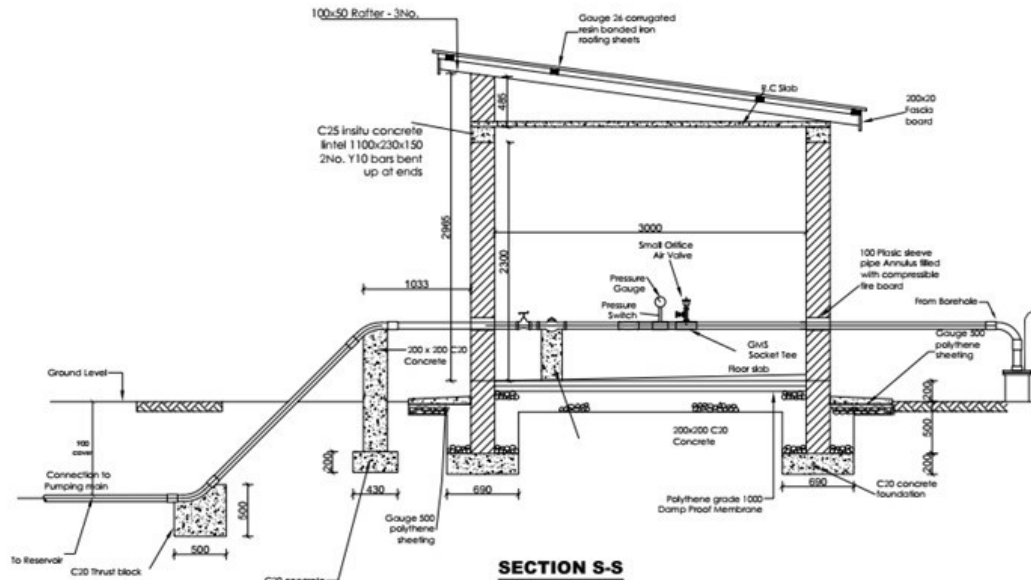 100x50 Rafter - 3No.
Gauge 26 corrugated
resin bonded iron
roofing sheets
R.C Slab
200x20
Fascia
board
485
C25 insitu concrete
lintel 1100x230x150
2No. Y10 bars bent
up at ends
2965
2300
3000
Small Orifice
Air Valve
Pressure
Gauge
Pressure
Switch
100 Plasic sleeve
pipe Annulus filled
with compressible
fire board
From Borehole
1033
GMS
Socket Tee
Gauge 500
polythene
sheeting
200 x 200 C20
Concrete
Floor slab
Ground Level
200
500
200
cover
200x200 C20
Concrete
Connection to
Pumping main
200
430
690
690
C20 concrete
foundation
Polythene grade 1000
Damp Proof Membrane
Gauge 500
polythene
sheeting
500
500
To Reservoir
C20 Thrust block
C20 concrete
SECTION S-S